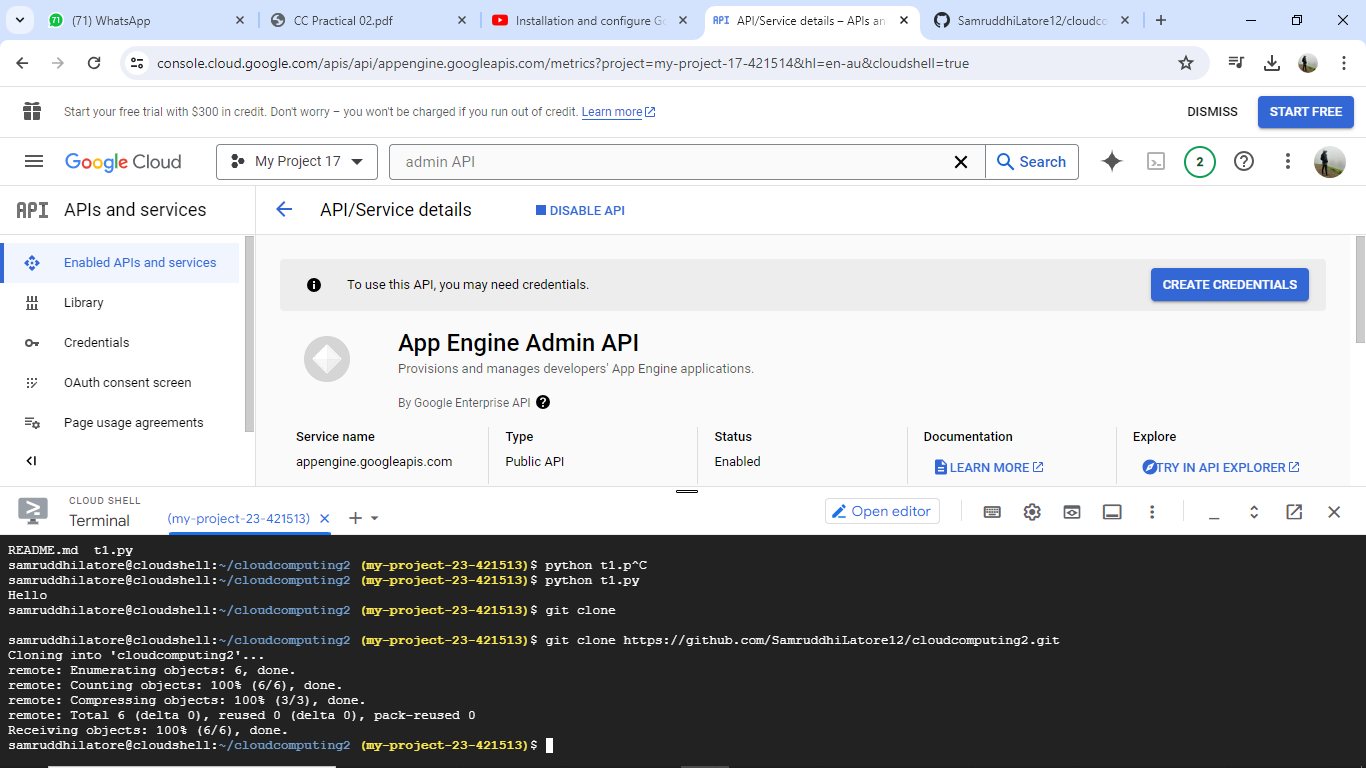 (71) WhatsApp
CC Practical 02.pdf
Installation and configure Go
API/Service details – APIs an
SamruddhiLatore12/cloudco
console.cloud.google.com/apis/api/appengine.googleapis.com/metrics?project=my-project-17-421514&hl=en-au&cloudshell=true
Start your free trial with $300 in credit. Don't worry – you won't be charged if you run out of credit. Learn more
DISMISS
START FREE
Google Cloud
My Project 17
admin API
Search
2
API APIs and services
API/Service details
DISABLE API
Enabled APIs and services
Library
Credentials
OAuth consent screen
Page usage agreements
To use this API, you may need credentials.
CREATE CREDENTIALS
App Engine Admin API
Provisions and manages developers' App Engine applications.
By Google Enterprise API
Service name
appengine.googleapis.com
Type
Public API
Status
Enabled
Documentation
LEARN MORE
Explore
TRY IN API EXPLORER
CLOUD SHELL
Terminal
(my-project-23-421513)
Open editor
README.md  t1.py
samruddhilatore@cloudshell:~/cloudcomputing2 (my-project-23-421513)$ python t1.p^C
samruddhilatore@cloudshell:~/cloudcomputing2 (my-project-23-421513)$ python t1.py
Hello
samruddhilatore@cloudshell:~/cloudcomputing2 (my-project-23-421513)$ git clone
samruddhilatore@cloudshell:~/cloudcomputing2 (my-project-23-421513)$ git clone https://github.com/SamruddhiLatore12/cloudcomputing2.git
Cloning into 'cloudcomputing2'...
remote: Enumerating objects: 6, done.
remote: Counting objects: 100% (6/6), done.
remote: Compressing objects: 100% (3/3), done.
remote: Total 6 (delta 0), reused 0 (delta 0), pack-reused 0
Receiving objects: 100% (6/6), done.
samruddhilatore@cloudshell:~/cloudcomputing2 (my-project-23-421513)$